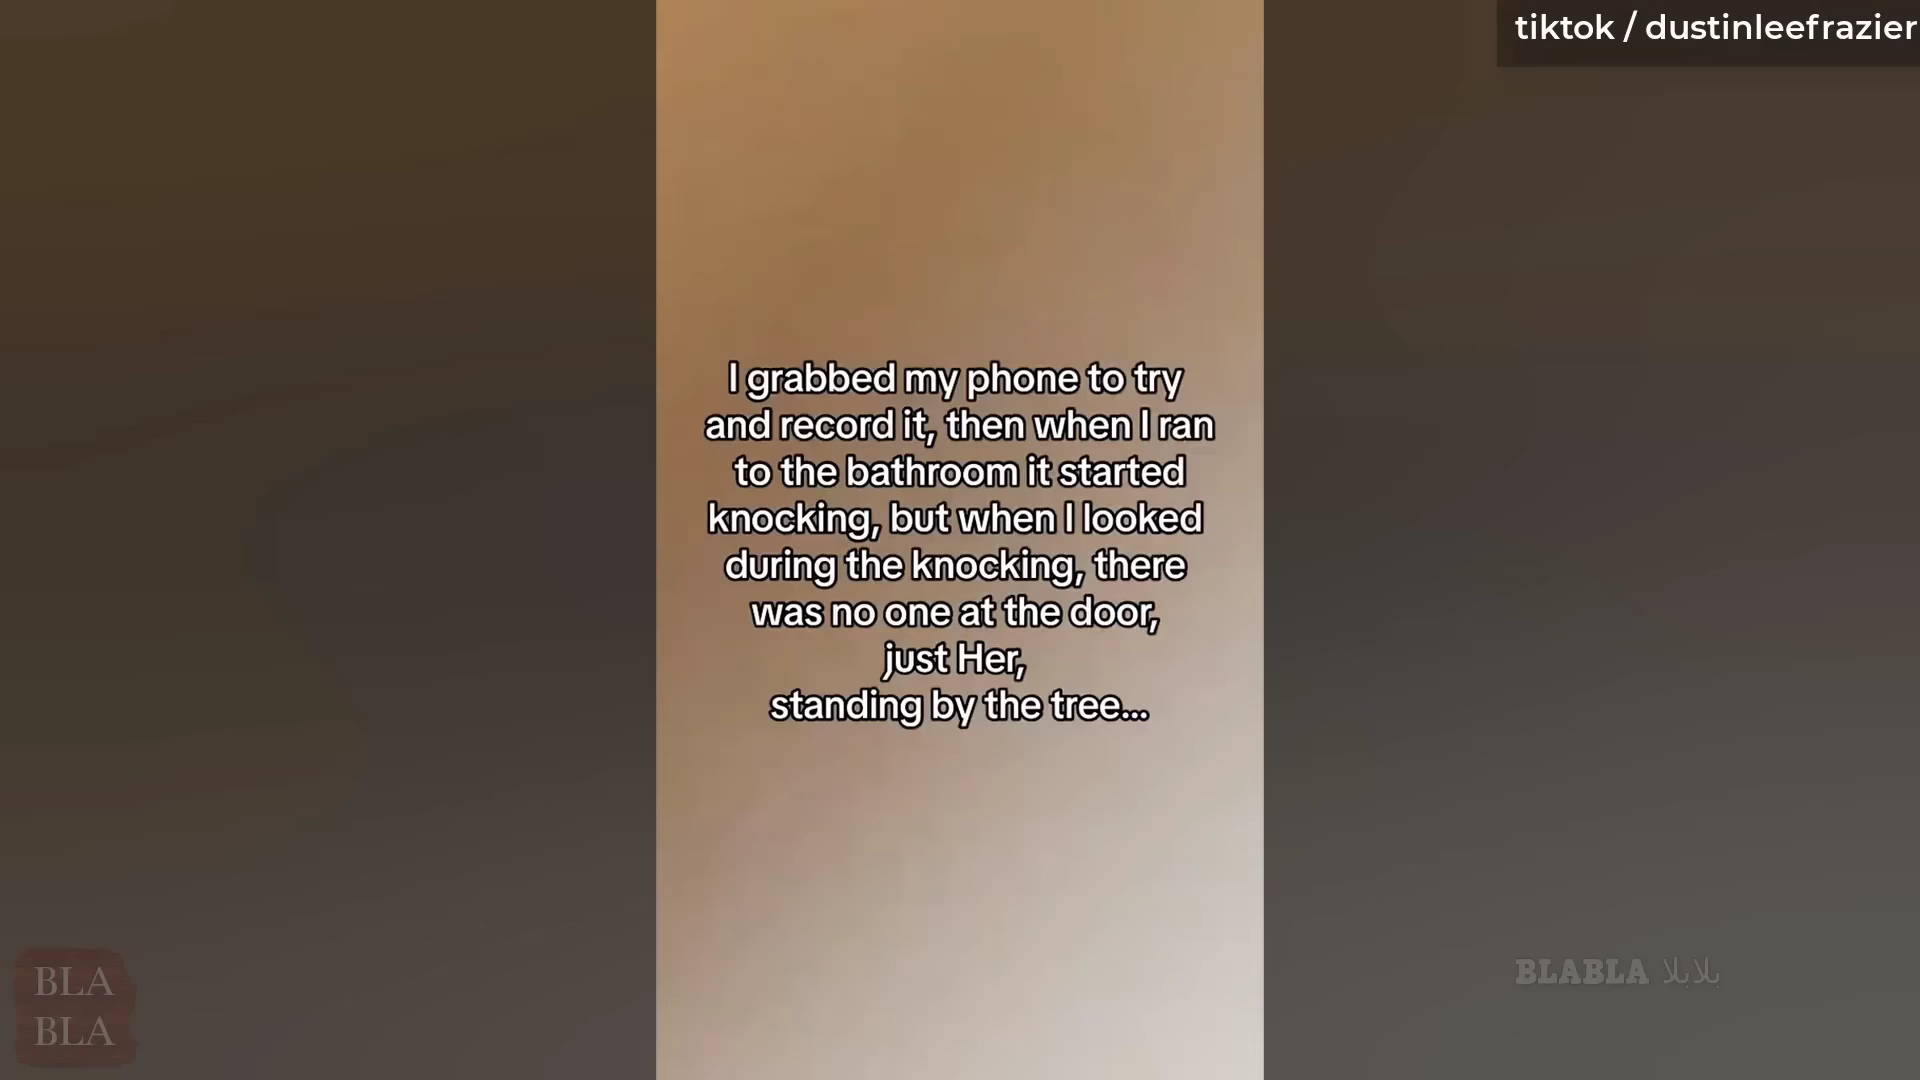 tiktok / dustinleefrazier
I grabbed my phone to try
and record it, then when I ran
to the bathroom it started
knocking, but when I looked
during the knocking, there
was no one at the door,
just Her,
standing by the tree...
BLA
BLA
BLABLA بلابلا